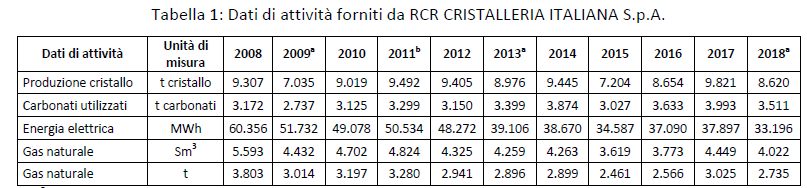 Tabella 1: Dati di attività forniti da RCR CRISTALLERIA ITALIANA S.p.A.
Dati di attività Unità di misura 2008 2009ᵃ 2010 2011ᵇ 2012 2013ᵃ 2014 2015 2016 2017 2018ᵃ
Produzione cristallo t cristallo 9.307 7.035 9.019 9.492 9.405 8.976 9.445 7.204 8.654 9.821 8.620
Carbonati utilizzati t carbonati 3.172 2.737 3.125 3.299 3.150 3.399 3.874 3.027 3.633 3.993 3.511
Energia elettrica MWh 60.356 51.732 49.078 50.534 48.272 39.106 38.670 34.587 37.090 37.897 33.196
Gas naturale Sm³ 5.593 4.432 4.702 4.824 4.325 4.259 4.263 3.619 3.773 4.449 4.022
Gas naturale t 3.803 3.014 3.197 3.280 2.941 2.896 2.899 2.461 2.566 3.025 2.735